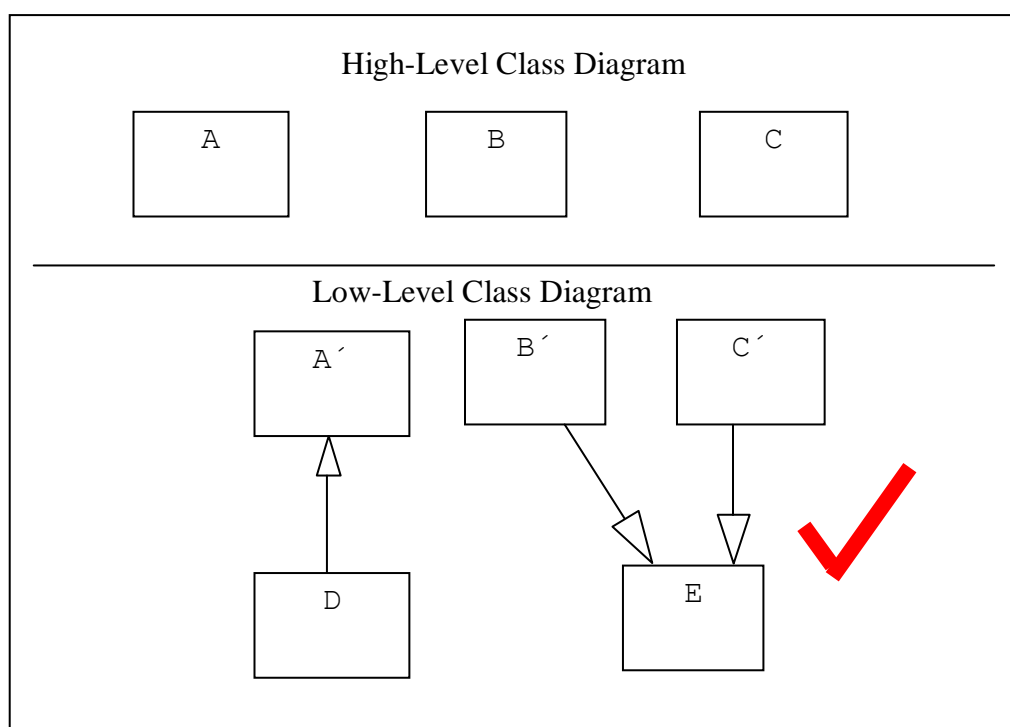 High-Level Class Diagram
A B C
Low-Level Class Diagram
A´ B´ C´
D E